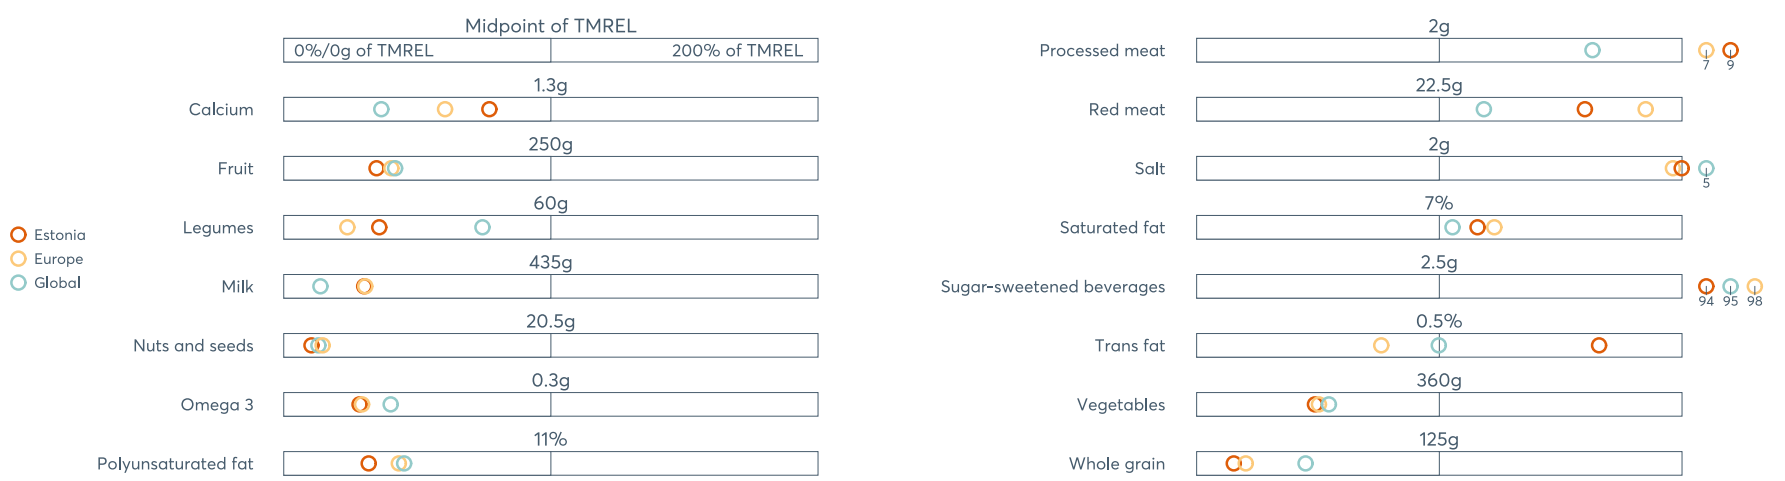 Midpoint of TMREL
0%/0g of TMREL 200% of TMREL
1.3g
Calcium
250g
Fruit
60g
Legumes
435g
Milk
20.5g
Nuts and seeds
0.3g
Omega 3
11%
Polyunsaturated fat
Estonia
Europe
Global
2g
Processed meat
7 9
22.5g
Red meat
2g
Salt
5
7%
Saturated fat
2.5g
Sugar-sweetened beverages
94 95 98
0.5%
Trans fat
360g
Vegetables
125g
Whole grain